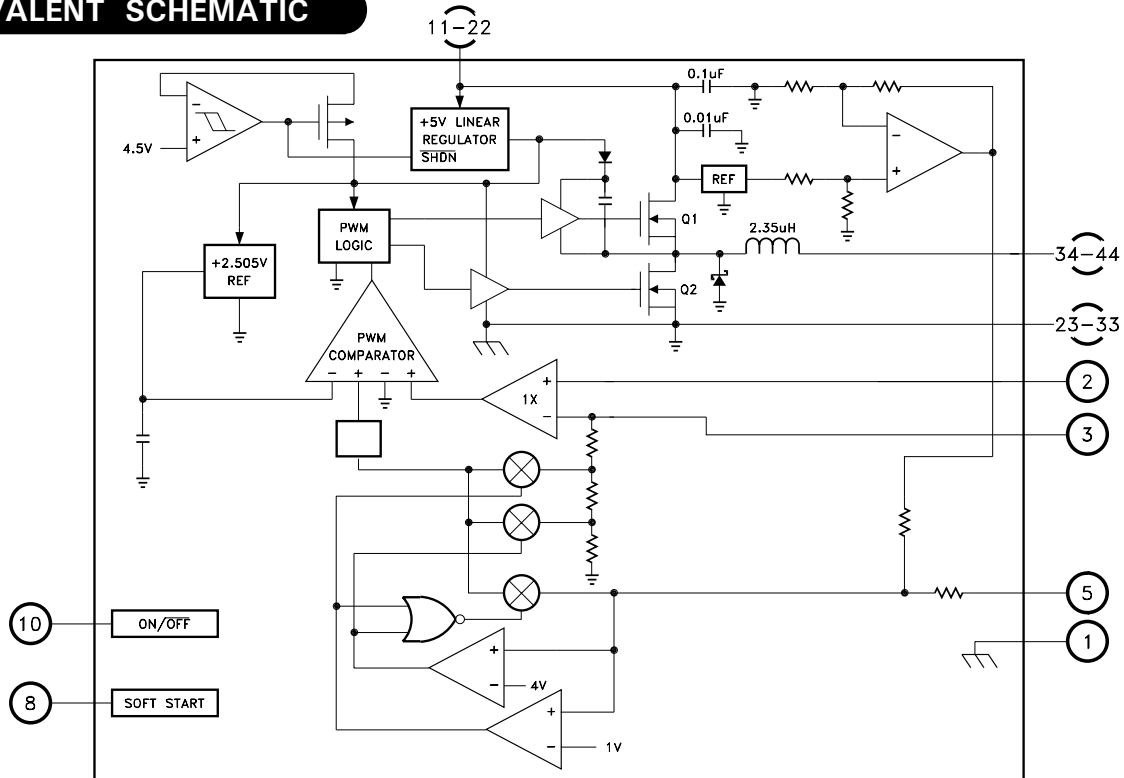 VALENT SCHEMATIC
11-22
0.1uF
+5V LINEAR
REGULATOR
SHDN
0.01uF
4.5V
-
+
-
+
REF
Q1
PWM
LOGIC
2.35uH
34-44
+2.505V
REF
Q2
23-33
PWM
COMPARATOR
- + - +
1X
+
-
2
3
5
10
ON/OFF
1
+
-
4V
8
SOFT START
+
-
1V